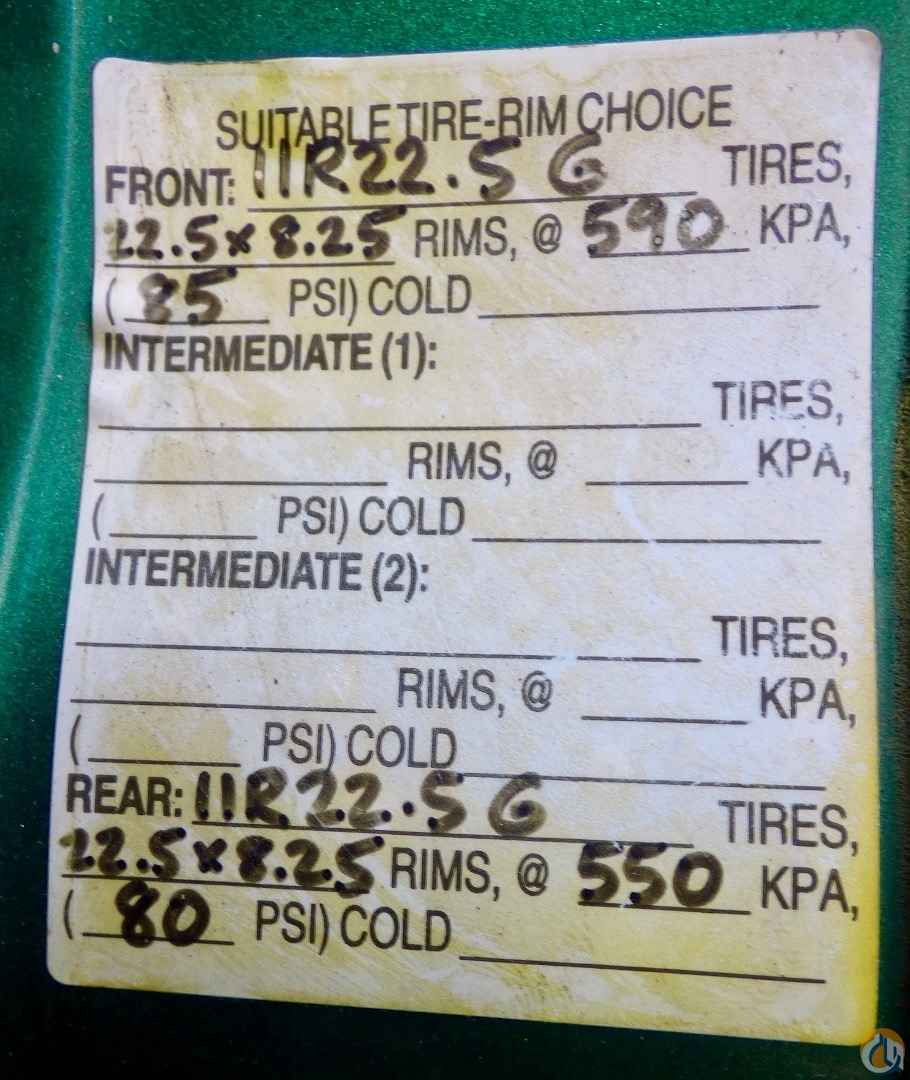 SUITABLE TIRE-RIM CHOICE
FRONT: 11R22.5 G TIRES,
22.5x8.25 RIMS, @ 590 KPA,
(85 PSI) COLD
INTERMEDIATE (1):
TIRES,
RIMS, @ KPA,
( PSI) COLD
INTERMEDIATE (2):
TIRES,
RIMS, @ KPA,
( PSI) COLD
REAR: 11R22.5 G TIRES,
22.5x8.25 RIMS, @ 550 KPA,
(80 PSI) COLD